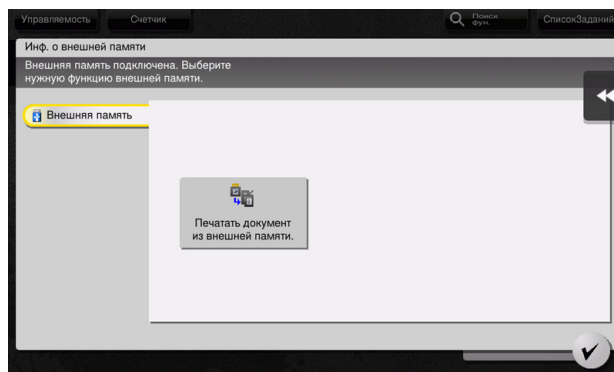 Управляемость Счетчик Поиск фун. СписокЗаданий
Инф. о внешней памяти
Внешняя память подключена. Выберите
нужную функцию внешней памяти.
Внешняя память
Печатать документ
из внешней памяти.